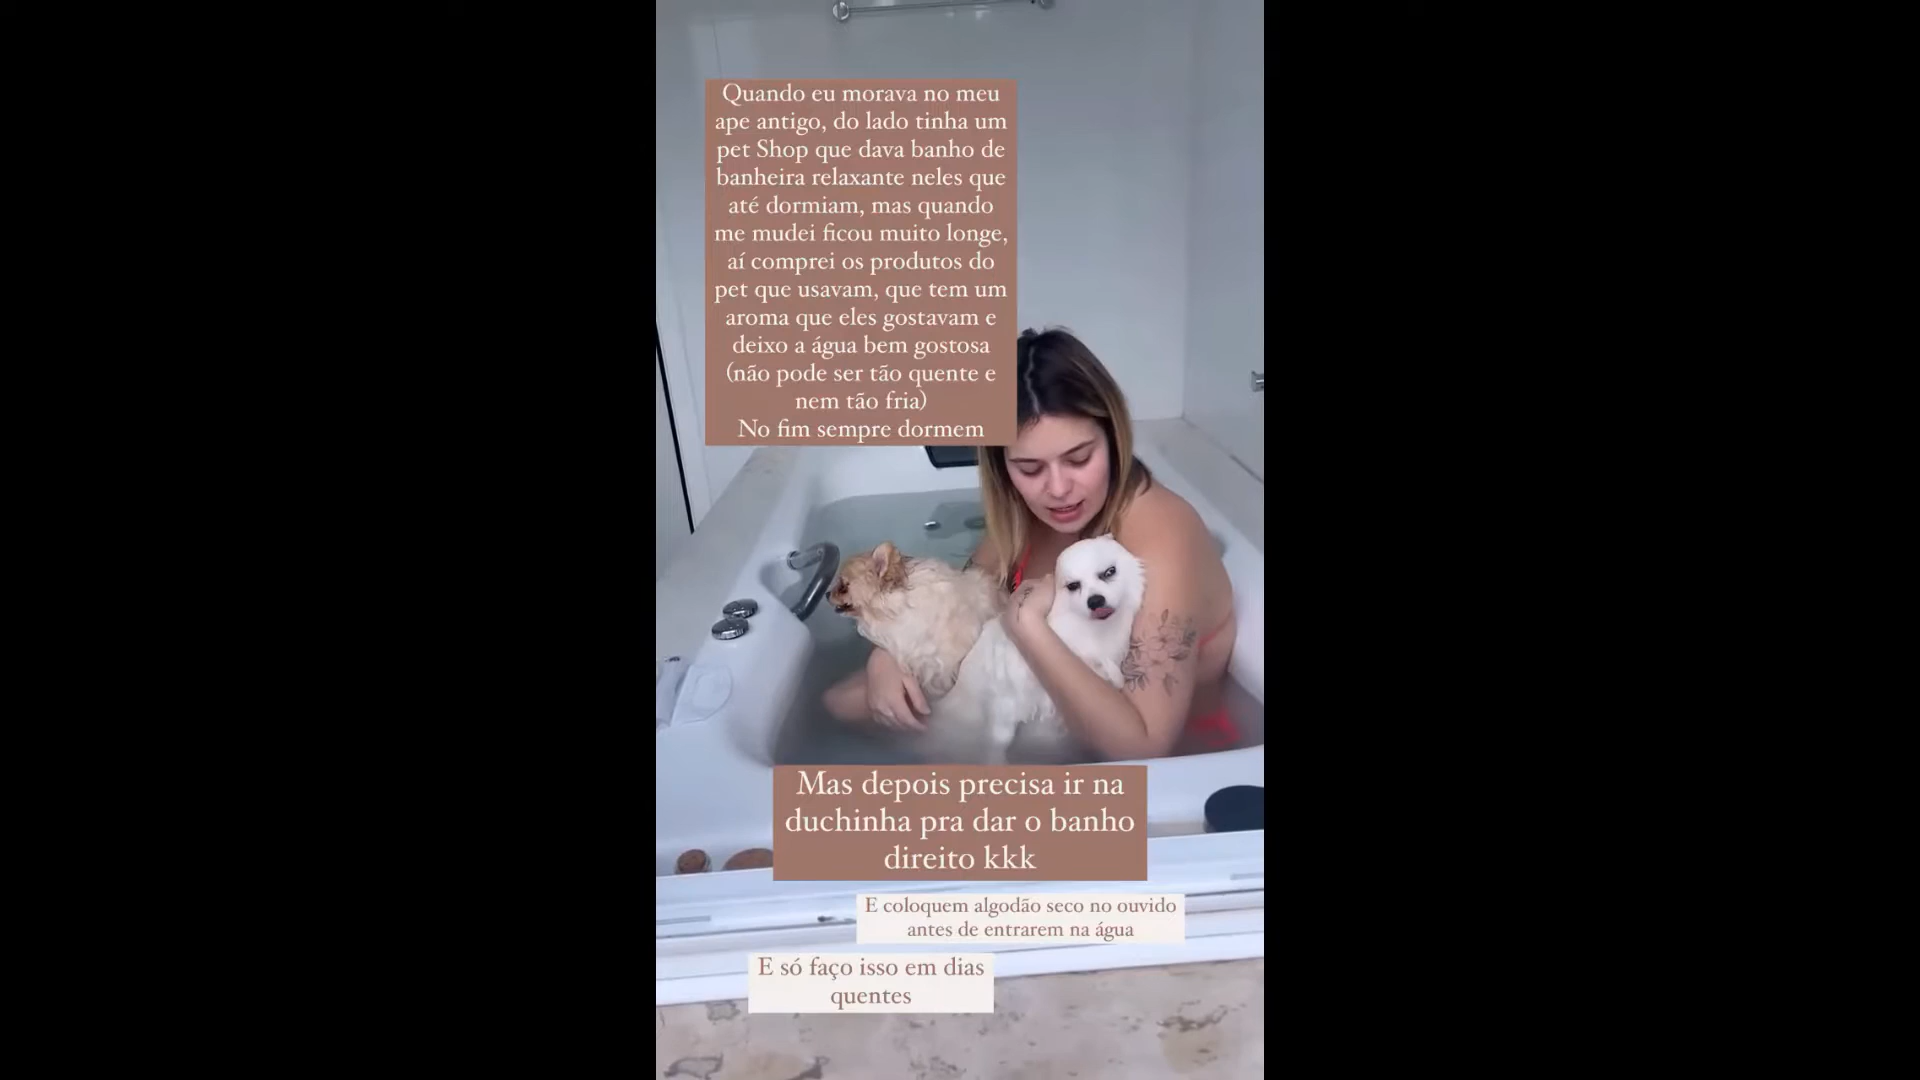 Quando eu morava no meu
ape antigo, do lado tinha um
pet Shop que dava banho de
banheira relaxante neles que
até dormiam, mas quando
me mudei ficou muito longe,
aí comprei os produtos do
pet que usavam, que tem um
aroma que eles gostavam e
deixo a água bem gostosa
(não pode ser tão quente e
nem tão fria)
No fim sempre dormem
Mas depois precisa ir na
duchinha pra dar o banho
direito kkk
E coloquem algodão seco no ouvido
antes de entrarem na água
E só faço isso em dias
quentes